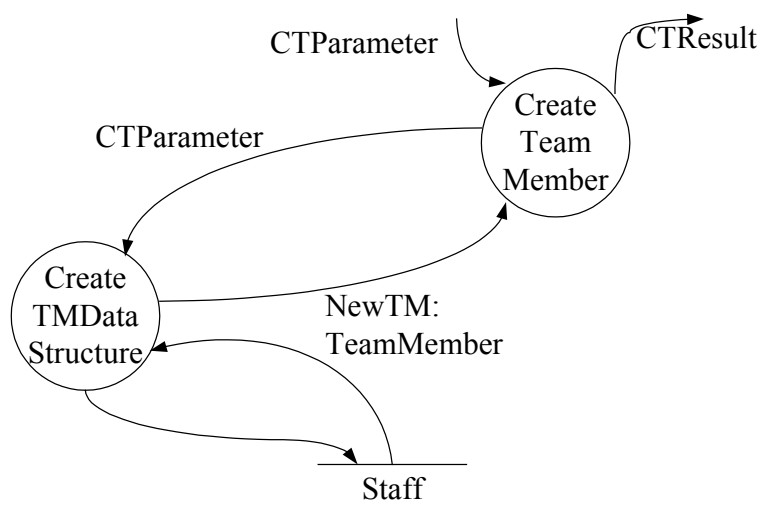 CTParameter
CTResult
Create
Team
Member
CTParameter
Create
TMData
Structure
NewTM:
TeamMember
Staff